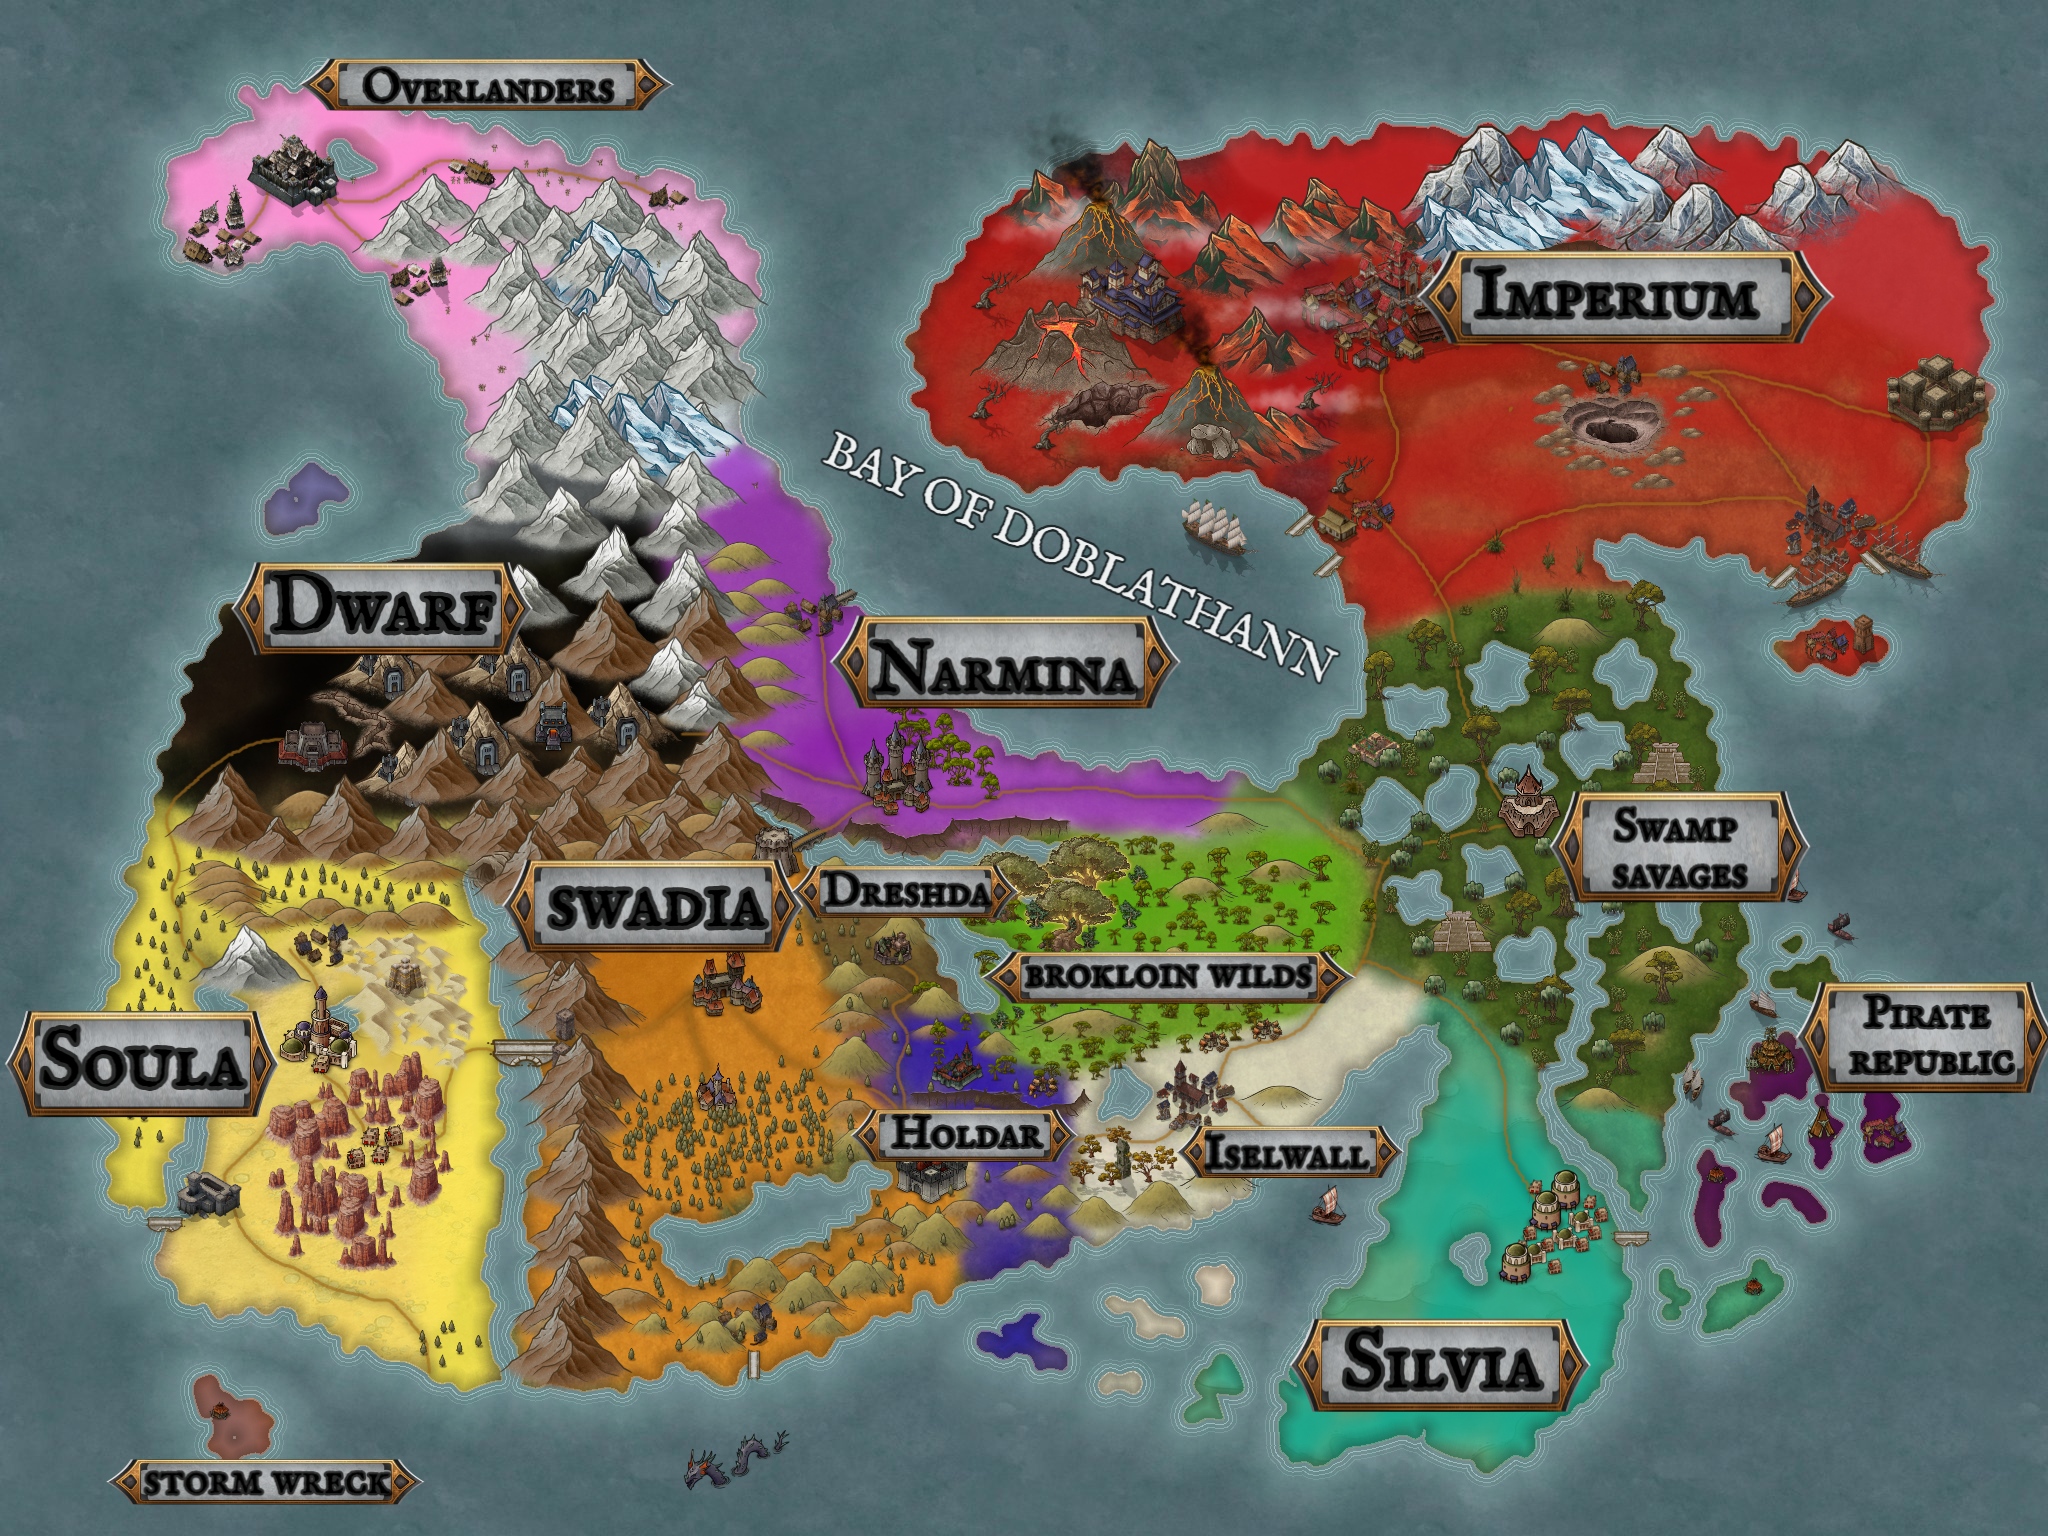 Overlanders
Imperium
BAY OF DOBLATHANN
Dwarf
Narmina
Swamp
savages
swadia
Dreshda
brokloin wilds
Pirate
republic
Soula
Holdar
Iselwall
Silvia
storm wreck